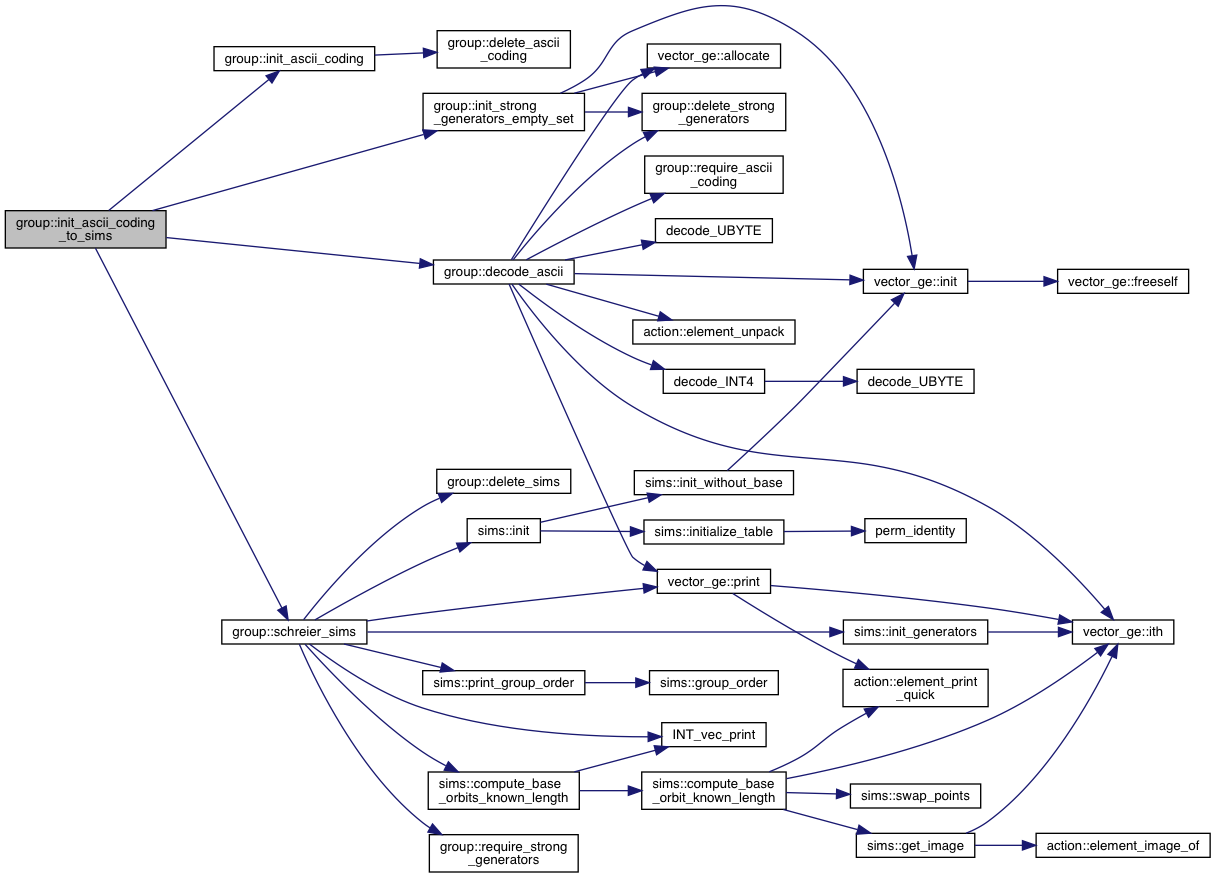 group::init_ascii_coding
_to_sims
group::init_ascii_coding
group::delete_ascii
_coding
group::init_strong
_generators_empty_set
vector_ge::allocate
group::delete_strong
_generators
group::require_ascii
_coding
decode_UBYTE
group::decode_ascii
vector_ge::init
vector_ge::freeself
action::element_unpack
decode_INT4
decode_UBYTE
group::delete_sims
sims::init_without_base
sims::init
sims::initialize_table
perm_identity
vector_ge::print
group::schreier_sims
sims::init_generators
vector_ge::ith
sims::print_group_order
sims::group_order
action::element_print
_quick
INT_vec_print
sims::compute_base
_orbits_known_length
sims::compute_base
_orbit_known_length
sims::swap_points
group::require_strong
_generators
sims::get_image
action::element_image_of